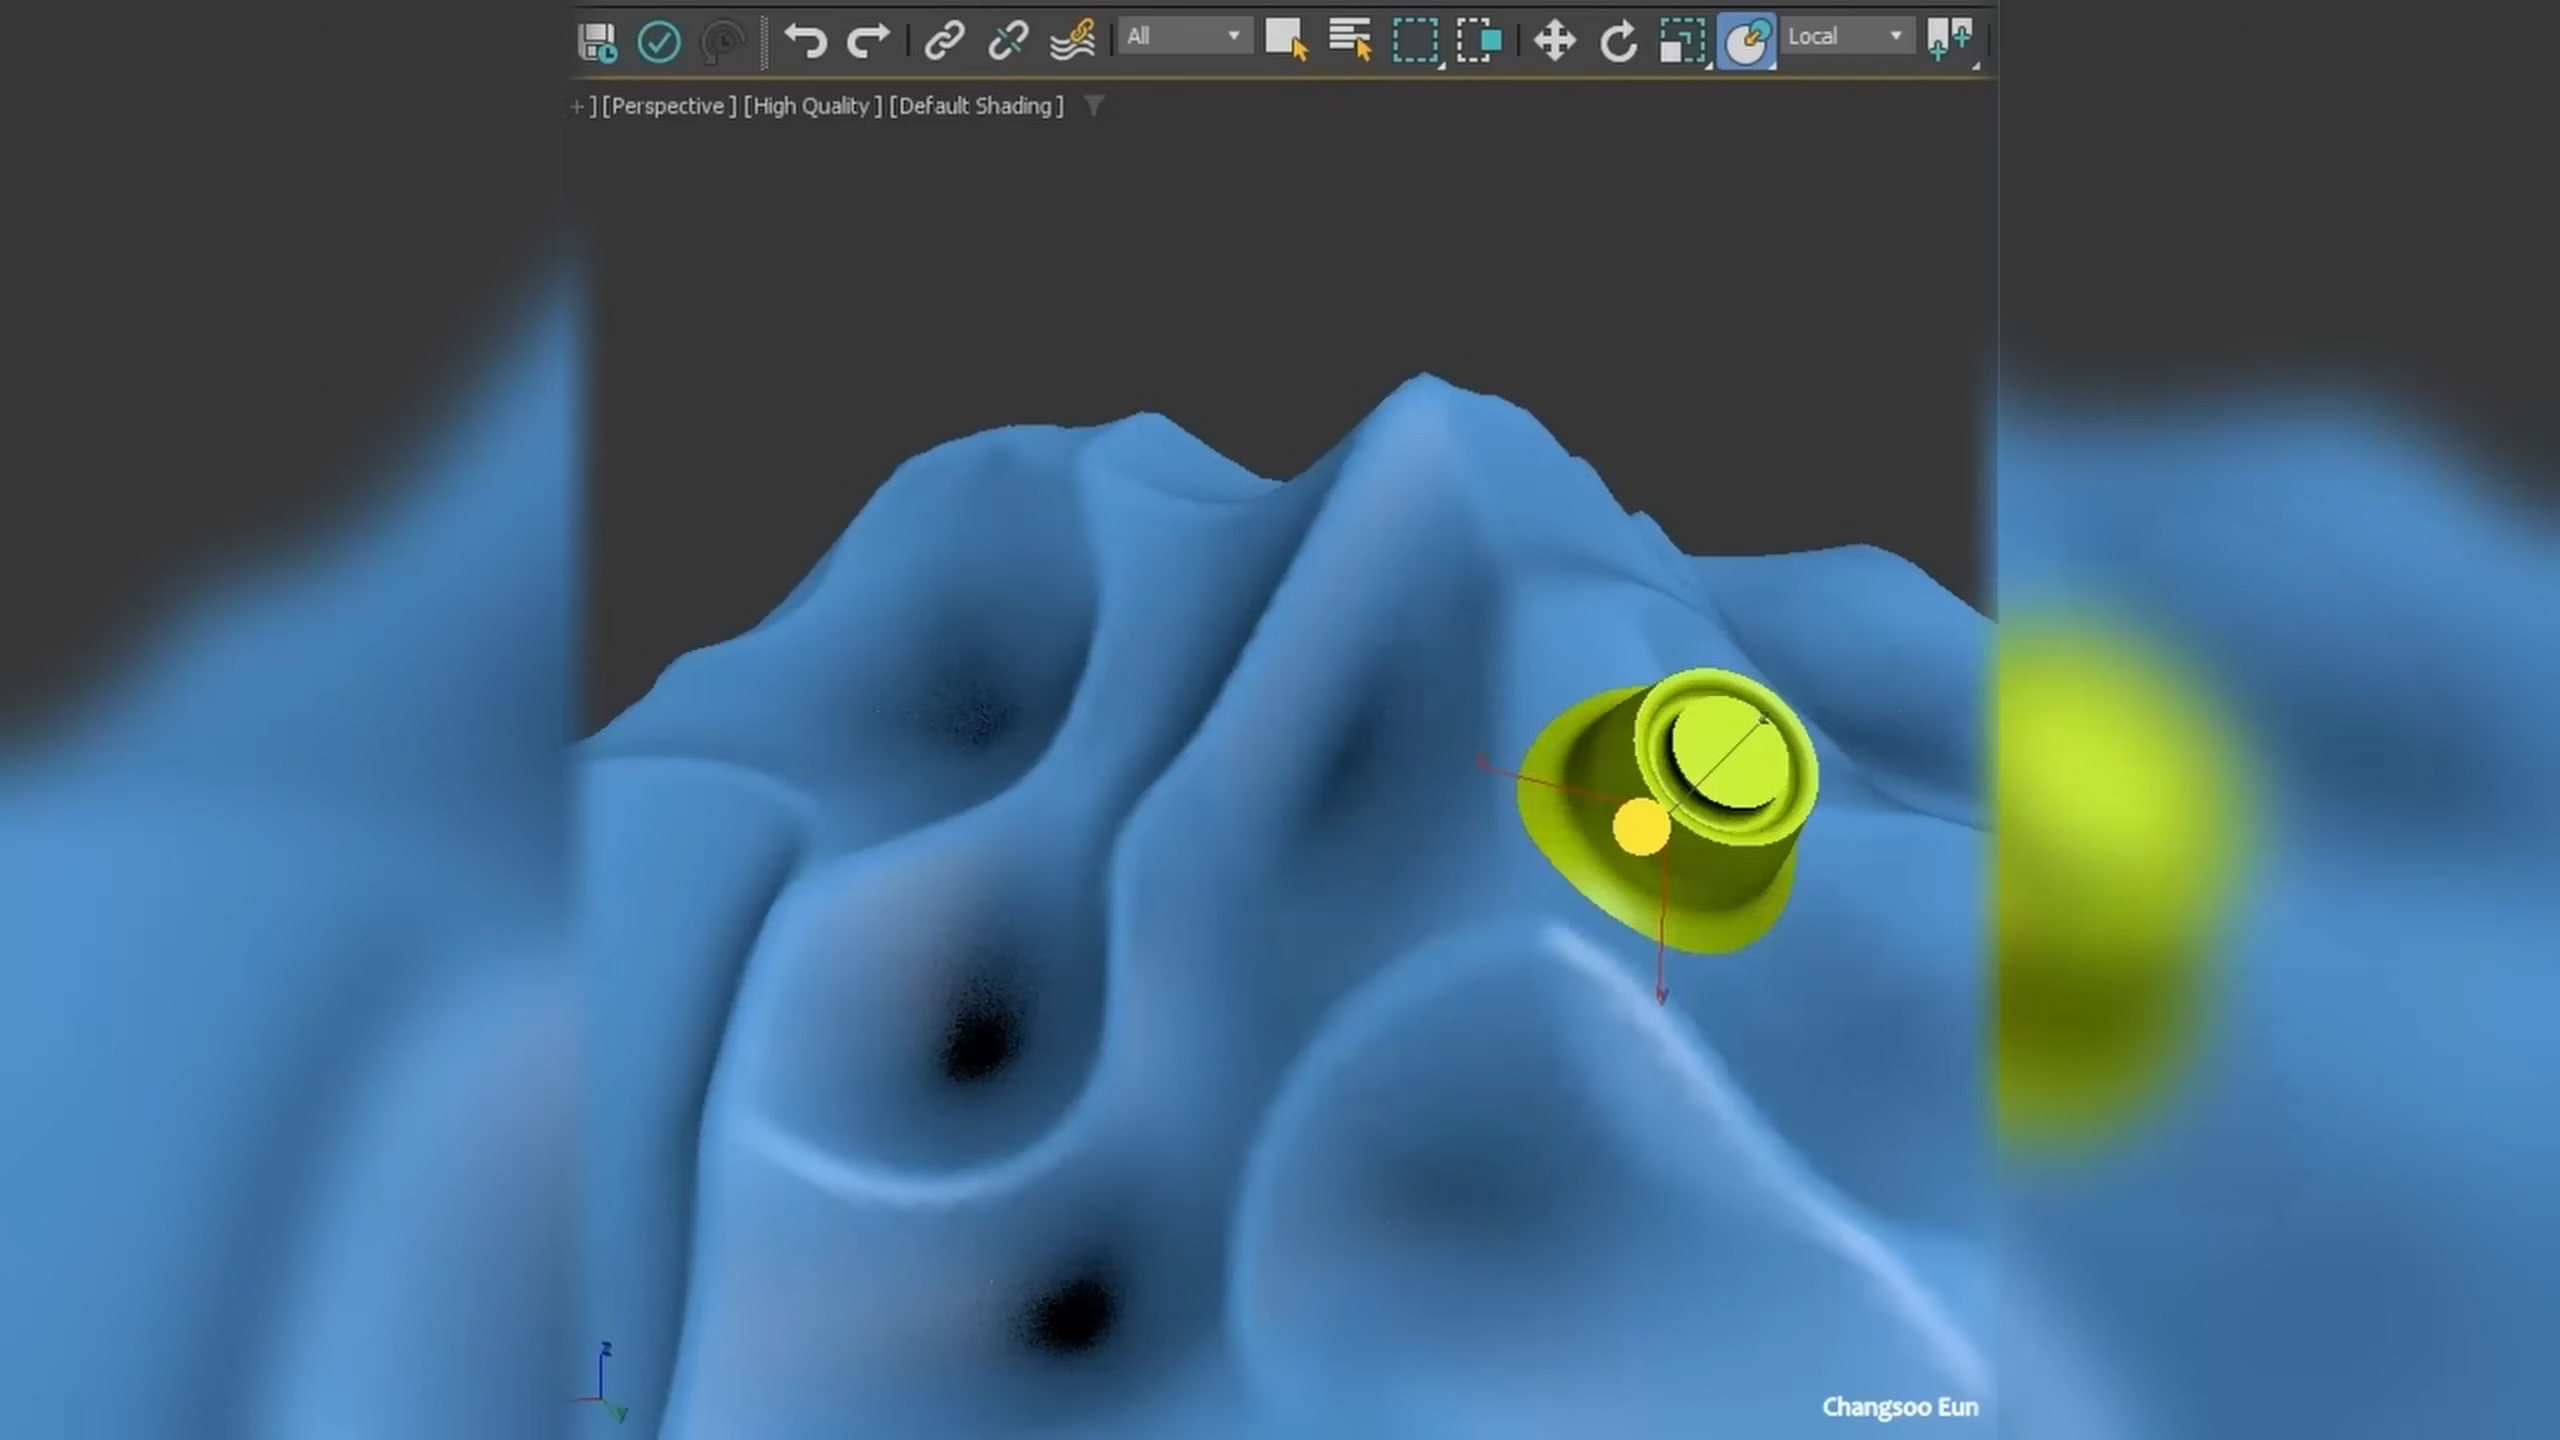 All
Local
+ ] [Perspective ] [High Quality ] [Default Shading ]
z
y
Changsoo Eun